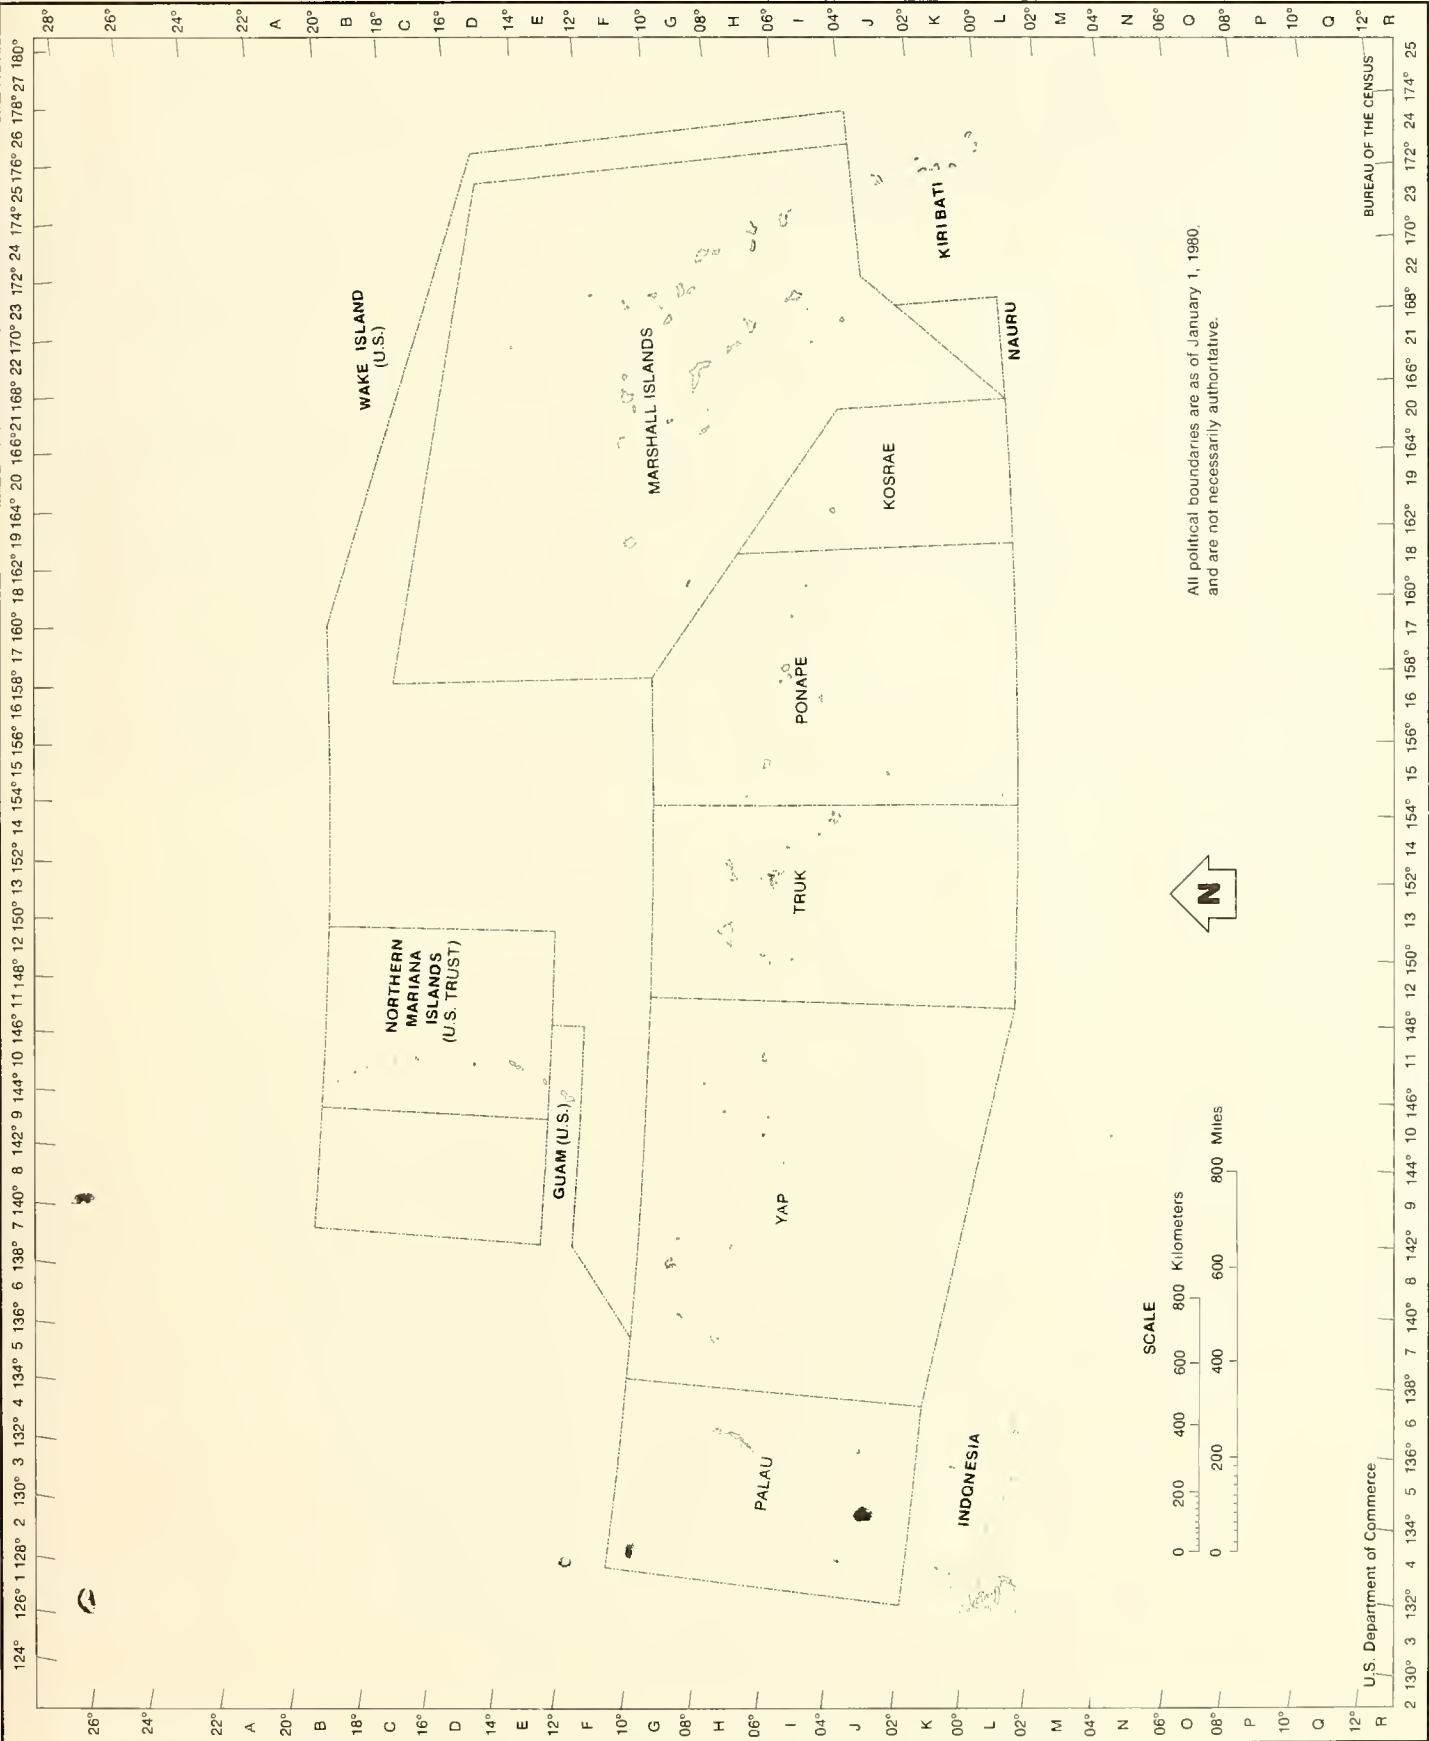 124° 126° 1 128° 2 130° 3 132° 4 134° 5 136° 6 138° 7 140° 8 142° 9 144° 10 146° 11 148° 12 150° 13 152° 14 154° 15 156° 16 158° 17 160° 18 162° 19 164° 20 166° 21 168° 22 170° 23 172° 24 174° 25 176° 26 178° 27 180°
28°
26°
24°
22°
A
20°
B
18°
C
16°
D
14°
E
12°
F
10°
G
08°
H
06°
I
04°
J
02°
K
00°
L
02°
M
04°
N
06°
O
08°
P
10°
Q
12°
R
26°
24°
22°
A
20°
B
18°
C
16°
D
14°
E
12°
F
10°
G
08°
H
06°
I
04°
J
02°
K
00°
L
02°
M
04°
N
06°
O
08°
P
10°
Q
12°
R
WAKE ISLAND
(U.S.)
NORTHERN
MARIANA
ISLANDS
(U.S. TRUST)
GUAM (U.S.)
MARSHALL ISLANDS
PALAU
YAP
TRUK
PONAPE
KOSRAE
KIRIBATI
INDONESIA
NAURU
SCALE
0 200 400 600 800 Kilometers
0 200 400 600 800 Miles
N
All political boundaries are as of January 1, 1980,
and are not necessarily authoritative.
U.S. Department of Commerce
BUREAU OF THE CENSUS
2 130° 3 132° 4 134° 5 136° 6 138° 7 140° 8 142° 9 144° 10 146° 11 148° 12 150° 13 152° 14 154° 15 156° 16 158° 17 160° 18 162° 19 164° 20 166° 21 168° 22 170° 23 172° 24 174° 25